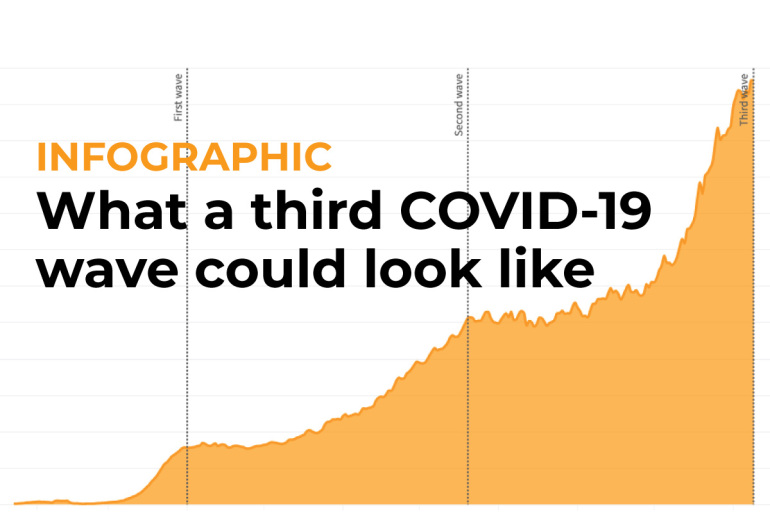 First wave
Second wave
Third wave
INFOGRAPHIC
What a third COVID-19
wave could look like